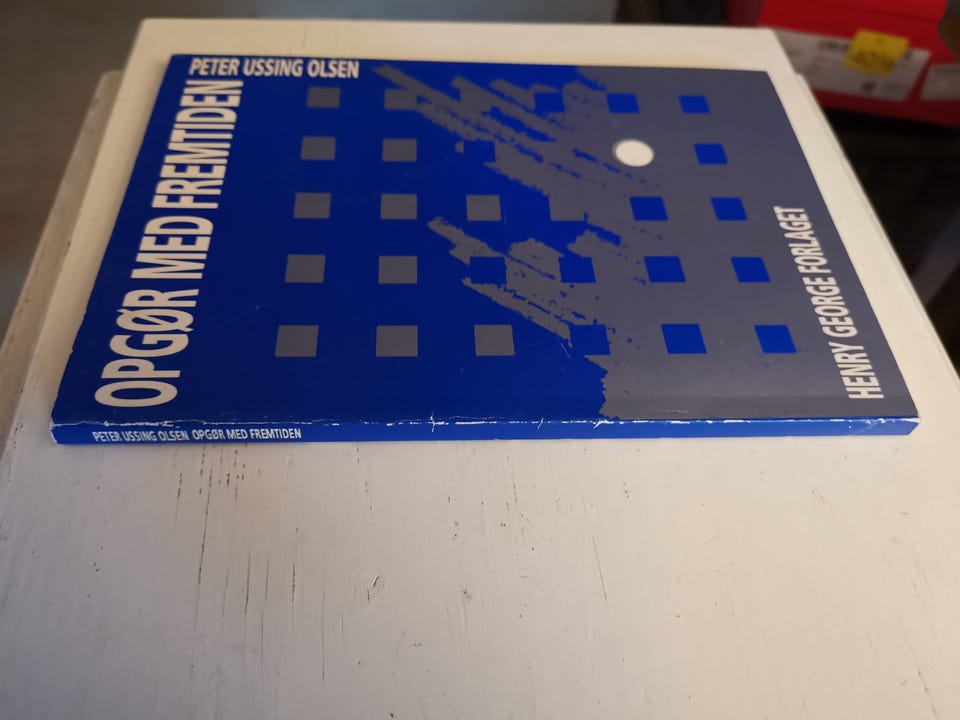 PETER USSING OLSEN
OPGØR MED FREMTIDEN
HENRY GEORGE FORLAGET
PETER USSING OLSEN OPGØR MED FREMTIDEN